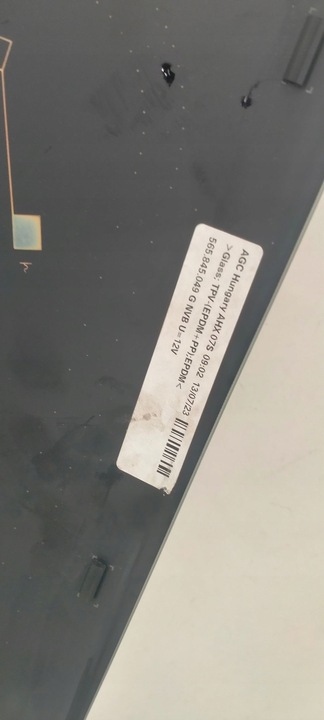 AGC Hungary AHX 07S 09:02 13/07/23
>Glass; TPV-(EPDM+PP);EPDM<
565.845.049 G NVB U=12V